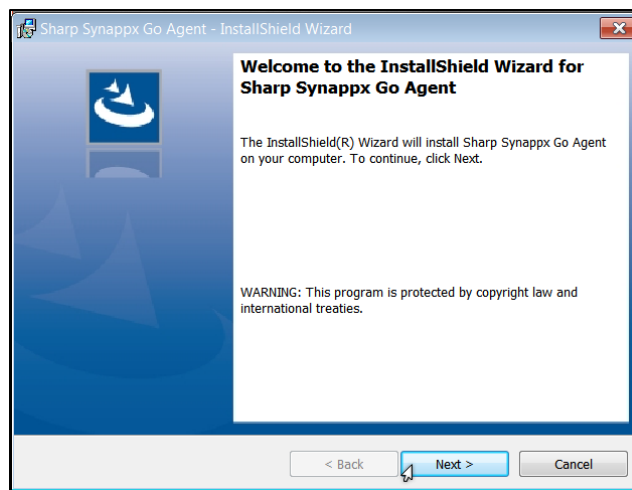 Sharp Synappx Go Agent - InstallShield Wizard
Welcome to the InstallShield Wizard for
Sharp Synappx Go Agent
The InstallShield(R) Wizard will install Sharp Synappx Go Agent
on your computer. To continue, click Next.
WARNING: This program is protected by copyright law and
international treaties.
< Back
Next >
Cancel